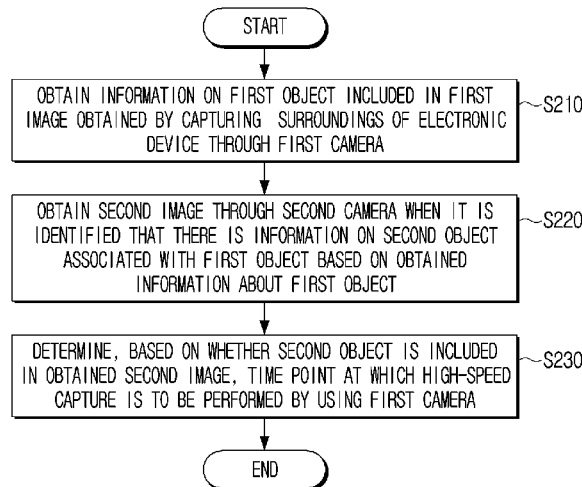 START
OBTAIN INFORMATION ON FIRST OBJECT INCLUDED IN FIRST
IMAGE OBTAINED BY CAPTURING SURROUNDINGS OF ELECTRONIC
DEVICE THROUGH FIRST CAMERA
S210
OBTAIN SECOND IMAGE THROUGH SECOND CAMERA WHEN IT IS
IDENTIFIED THAT THERE IS INFORMATION ON SECOND OBJECT
ASSOCIATED WITH FIRST OBJECT BASED ON OBTAINED
INFORMATION ABOUT FIRST OBJECT
S220
DETERMINE, BASED ON WHETHER SECOND OBJECT IS INCLUDED
IN OBTAINED SECOND IMAGE, TIME POINT AT WHICH HIGH-SPEED
CAPTURE IS TO BE PERFORMED BY USING FIRST CAMERA
S230
END